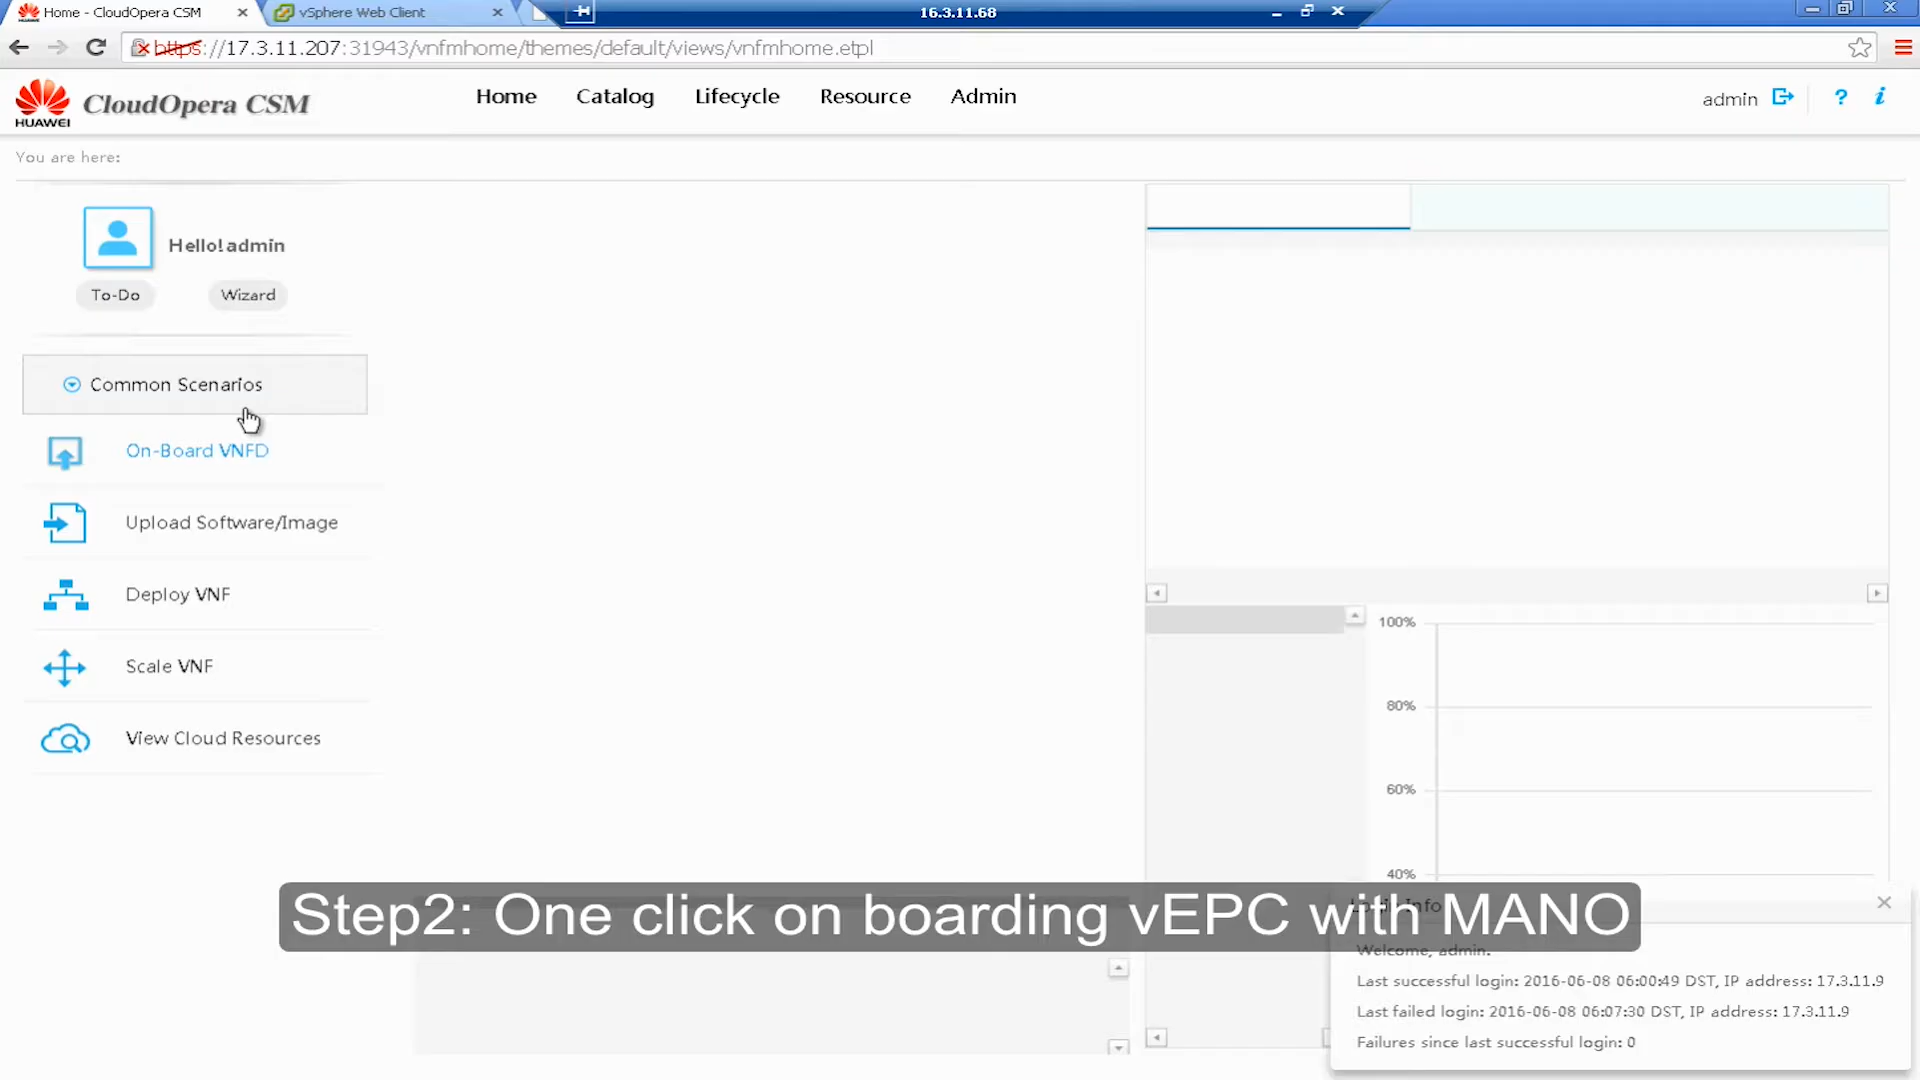 Home - CloudOpera CSM
vSphere Web Client
16.3.11.68
https://17.3.11.207:31943/vnfmhome/themes/default/views/vnfmhome.etpl
HUAWEI
CloudOpera CSM
Home
Catalog
Lifecycle
Resource
Admin
admin
?
i
You are here:
Hello!admin
To-Do
Wizard
Common Scenarios
On-Board VNFD
Upload Software/Image
Deploy VNF
Scale VNF
View Cloud Resources
100%
80%
60%
40%
Step2: One click on boarding vEPC with MANO
Login Info
Welcome, admin.
Last successful login: 2016-06-08 06:00:49 DST, IP address: 17.3.11.9
Last failed login: 2016-06-08 06:07:30 DST, IP address: 17.3.11.9
Failures since last successful login: 0